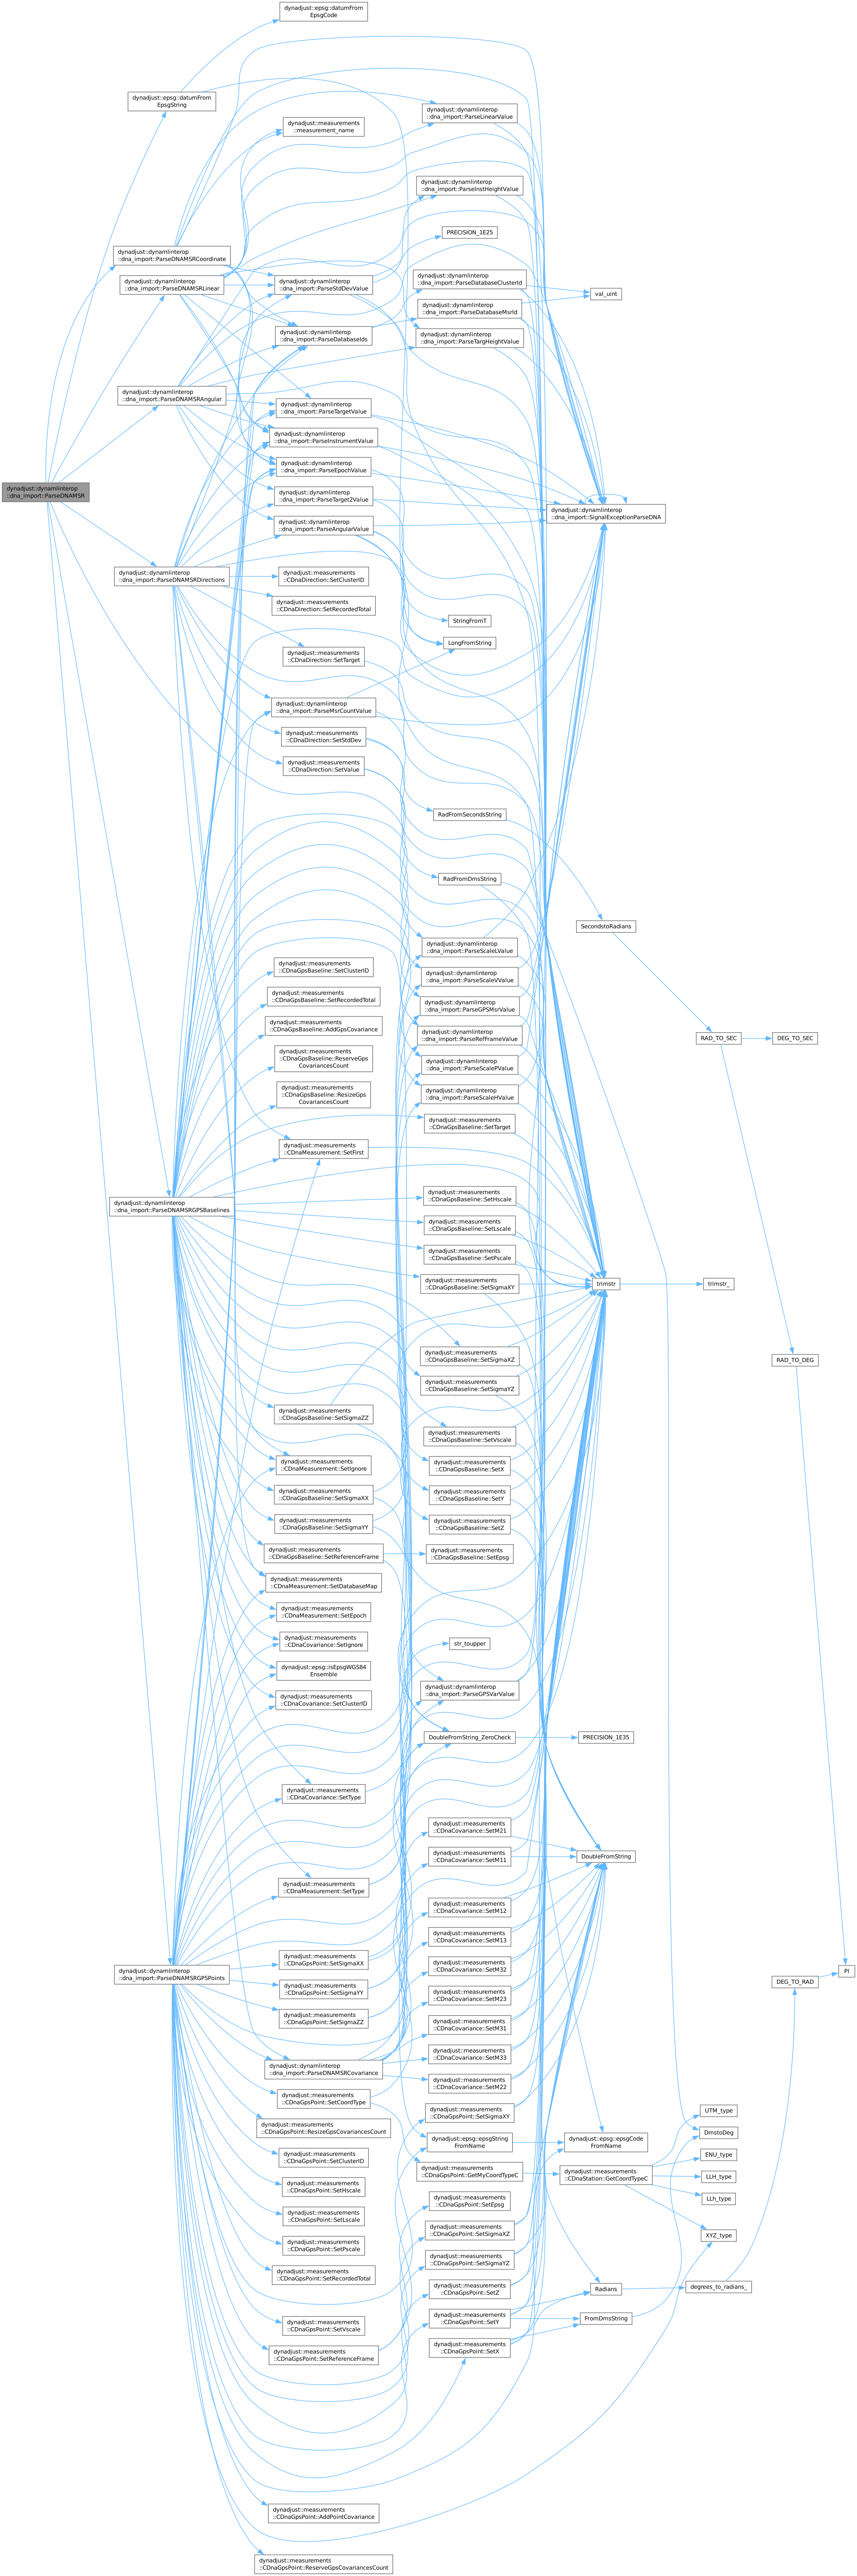 dynadjust::epsg::datumFrom
EpsgCode
dynadjust::epsg::datumFrom
EpsgString
dynadjust::dynamlinterop
::dna_import::ParseLinearValue
dynadjust::measurements
::measurement_name
dynadjust::dynamlinterop
::dna_import::ParseInstHeightValue
PRECISION_1E25
dynadjust::dynamlinterop
::dna_import::ParseDNAMSRCoordinate
dynadjust::dynamlinterop
::dna_import::ParseDNAMSRLinear
dynadjust::dynamlinterop
::dna_import::ParseStdDevValue
dynadjust::dynamlinterop
::dna_import::ParseDatabaseClusterId
val_uint
dynadjust::dynamlinterop
::dna_import::ParseDatabaseMsrId
dynadjust::dynamlinterop
::dna_import::ParseDatabaseIds
dynadjust::dynamlinterop
::dna_import::ParseTargHeightValue
dynadjust::dynamlinterop
::dna_import::ParseDNAMSRAngular
dynadjust::dynamlinterop
::dna_import::ParseTargetValue
dynadjust::dynamlinterop
::dna_import::ParseInstrumentValue
dynadjust::dynamlinterop
::dna_import::ParseEpochValue
dynadjust::dynamlinterop
::dna_import::ParseDNAMSR
dynadjust::dynamlinterop
::dna_import::ParseTarget2Value
dynadjust::dynamlinterop
::dna_import::SignalExceptionParseDNA
dynadjust::dynamlinterop
::dna_import::ParseAngularValue
dynadjust::dynamlinterop
::dna_import::ParseDNAMSRDirections
dynadjust::measurements
::CDnaDirection::SetClusterID
dynadjust::measurements
::CDnaDirection::SetRecordedTotal
StringFromT
LongFromString
dynadjust::measurements
::CDnaDirection::SetTarget
dynadjust::dynamlinterop
::dna_import::ParseMsrCountValue
dynadjust::measurements
::CDnaDirection::SetStdDev
dynadjust::measurements
::CDnaDirection::SetValue
RadFromSecondsString
RadFromDmsString
SecondstoRadians
dynadjust::dynamlinterop
::dna_import::ParseScaleLValue
dynadjust::measurements
::CDnaGpsBaseline::SetClusterID
dynadjust::dynamlinterop
::dna_import::ParseScaleVValue
dynadjust::measurements
::CDnaGpsBaseline::SetRecordedTotal
dynadjust::dynamlinterop
::dna_import::ParseGPSMsrValue
dynadjust::measurements
::CDnaGpsBaseline::AddGpsCovariance
dynadjust::dynamlinterop
::dna_import::ParseRefFrameValue
RAD_TO_SEC
DEG_TO_SEC
dynadjust::measurements
::CDnaGpsBaseline::ReserveGps
CovariancesCount
dynadjust::dynamlinterop
::dna_import::ParseScalePValue
dynadjust::measurements
::CDnaGpsBaseline::ResizeGps
CovariancesCount
dynadjust::dynamlinterop
::dna_import::ParseScaleHValue
dynadjust::measurements
::CDnaGpsBaseline::SetTarget
dynadjust::measurements
::CDnaMeasurement::SetFirst
dynadjust::dynamlinterop
::dna_import::ParseDNAMSRGPSBaselines
dynadjust::measurements
::CDnaGpsBaseline::SetHscale
dynadjust::measurements
::CDnaGpsBaseline::SetLscale
dynadjust::measurements
::CDnaGpsBaseline::SetPscale
dynadjust::measurements
::CDnaGpsBaseline::SetSigmaXY
trimstr
trimstr_
dynadjust::measurements
::CDnaGpsBaseline::SetSigmaXZ
RAD_TO_DEG
dynadjust::measurements
::CDnaGpsBaseline::SetSigmaYZ
dynadjust::measurements
::CDnaGpsBaseline::SetSigmaZZ
dynadjust::measurements
::CDnaGpsBaseline::SetVscale
dynadjust::measurements
::CDnaMeasurement::SetIgnore
dynadjust::measurements
::CDnaGpsBaseline::SetX
dynadjust::measurements
::CDnaGpsBaseline::SetSigmaXX
dynadjust::measurements
::CDnaGpsBaseline::SetY
dynadjust::measurements
::CDnaGpsBaseline::SetSigmaYY
dynadjust::measurements
::CDnaGpsBaseline::SetZ
dynadjust::measurements
::CDnaGpsBaseline::SetReferenceFrame
dynadjust::measurements
::CDnaGpsBaseline::SetEpsg
dynadjust::measurements
::CDnaMeasurement::SetDatabaseMap
dynadjust::measurements
::CDnaMeasurement::SetEpoch
dynadjust::measurements
::CDnaCovariance::SetIgnore
str_toupper
dynadjust::epsg::isEpsgWGS84
Ensemble
dynadjust::dynamlinterop
::dna_import::ParseGPSVarValue
dynadjust::measurements
::CDnaCovariance::SetClusterID
DoubleFromString_ZeroCheck
PRECISION_1E35
dynadjust::measurements
::CDnaCovariance::SetType
dynadjust::measurements
::CDnaCovariance::SetM21
dynadjust::measurements
::CDnaCovariance::SetM11
DoubleFromString
dynadjust::measurements
::CDnaMeasurement::SetType
dynadjust::measurements
::CDnaCovariance::SetM12
dynadjust::measurements
::CDnaCovariance::SetM13
dynadjust::measurements
::CDnaGpsPoint::SetSigmaXX
dynadjust::measurements
::CDnaCovariance::SetM32
PI
dynadjust::dynamlinterop
::dna_import::ParseDNAMSRGPSPoints
DEG_TO_RAD
dynadjust::measurements
::CDnaGpsPoint::SetSigmaYY
dynadjust::measurements
::CDnaCovariance::SetM23
dynadjust::measurements
::CDnaGpsPoint::SetSigmaZZ
dynadjust::measurements
::CDnaCovariance::SetM31
dynadjust::measurements
::CDnaCovariance::SetM33
dynadjust::dynamlinterop
::dna_import::ParseDNAMSRCovariance
dynadjust::measurements
::CDnaCovariance::SetM22
dynadjust::measurements
::CDnaGpsPoint::SetCoordType
dynadjust::measurements
::CDnaGpsPoint::SetSigmaXY
UTM_type
dynadjust::measurements
::CDnaGpsPoint::ResizeGpsCovariancesCount
DmstoDeg
dynadjust::epsg::epsgString
FromName
dynadjust::epsg::epsgCode
FromName
ENU_type
dynadjust::measurements
::CDnaGpsPoint::SetClusterID
dynadjust::measurements
::CDnaGpsPoint::GetMyCoordTypeC
dynadjust::measurements
::CDnaStation::GetCoordTypeC
LLH_type
dynadjust::measurements
::CDnaGpsPoint::SetHscale
dynadjust::measurements
::CDnaGpsPoint::SetEpsg
LLh_type
dynadjust::measurements
::CDnaGpsPoint::SetLscale
dynadjust::measurements
::CDnaGpsPoint::SetSigmaXZ
XYZ_type
dynadjust::measurements
::CDnaGpsPoint::SetPscale
dynadjust::measurements
::CDnaGpsPoint::SetSigmaYZ
dynadjust::measurements
::CDnaGpsPoint::SetRecordedTotal
dynadjust::measurements
::CDnaGpsPoint::SetZ
Radians
degrees_to_radians_
dynadjust::measurements
::CDnaGpsPoint::SetVscale
dynadjust::measurements
::CDnaGpsPoint::SetY
FromDmsString
dynadjust::measurements
::CDnaGpsPoint::SetReferenceFrame
dynadjust::measurements
::CDnaGpsPoint::SetX
dynadjust::measurements
::CDnaGpsPoint::AddPointCovariance
dynadjust::measurements
::CDnaGpsPoint::ReserveGpsCovariancesCount